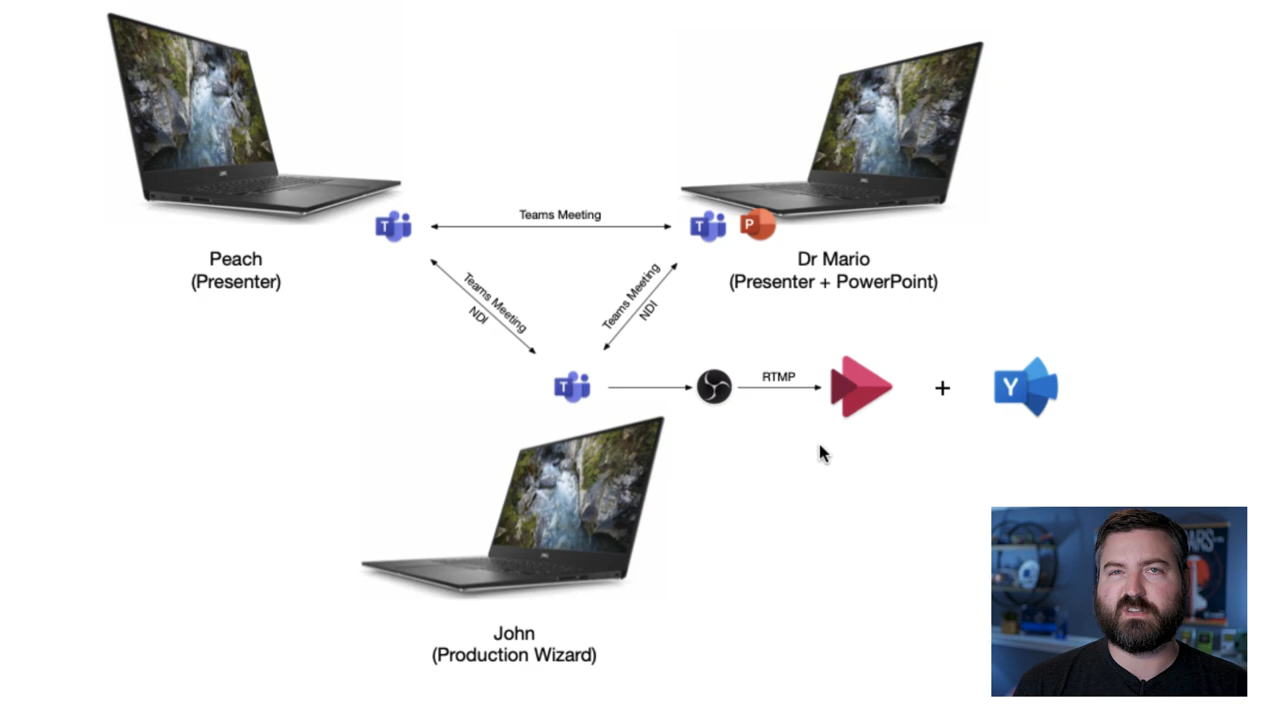 Teams Meeting
T
T
P
Peach
(Presenter)
Dr Mario
(Presenter + PowerPoint)
Teams Meeting
NDI
Teams Meeting
NDI
T
RTMP
+
Y
John
(Production Wizard)